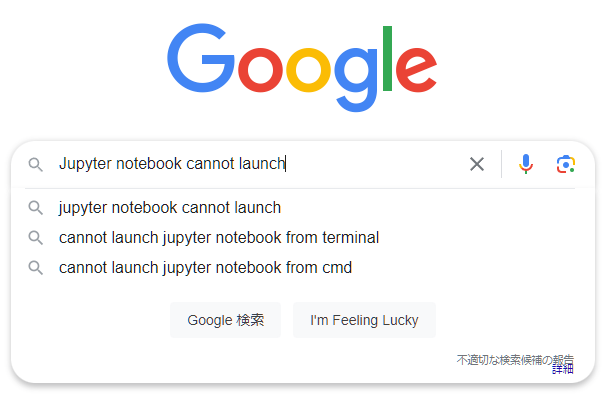 Google
Jupyter notebook cannot launch
jupyter notebook cannot launch
cannot launch jupyter notebook from terminal
cannot launch jupyter notebook from cmd
Google 検索 I'm Feeling Lucky
不適切な検索候補の報告
詳細